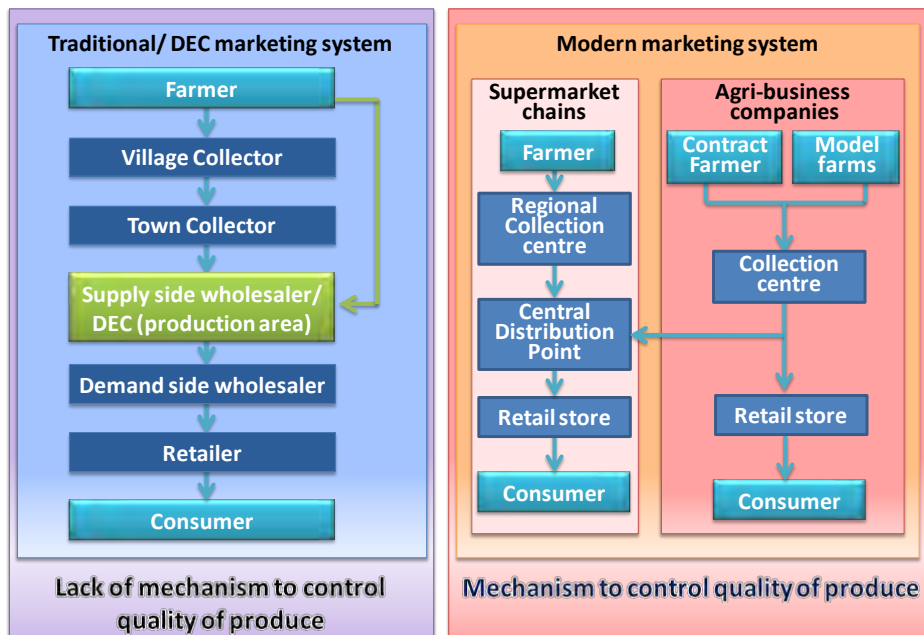 Traditional/ DEC marketing system
Farmer
Village Collector
Town Collector
Supply side wholesaler/
DEC (production area)
Demand side wholesaler
Retailer
Consumer
Lack of mechanism to control
quality of produce
Modern marketing system
Supermarket
chains
Farmer
Regional
Collection
centre
Central
Distribution
Point
Retail store
Consumer
Agri-business
companies
Contract
Farmer
Model
farms
Collection
centre
Retail store
Consumer
Mechanism to control quality of produce